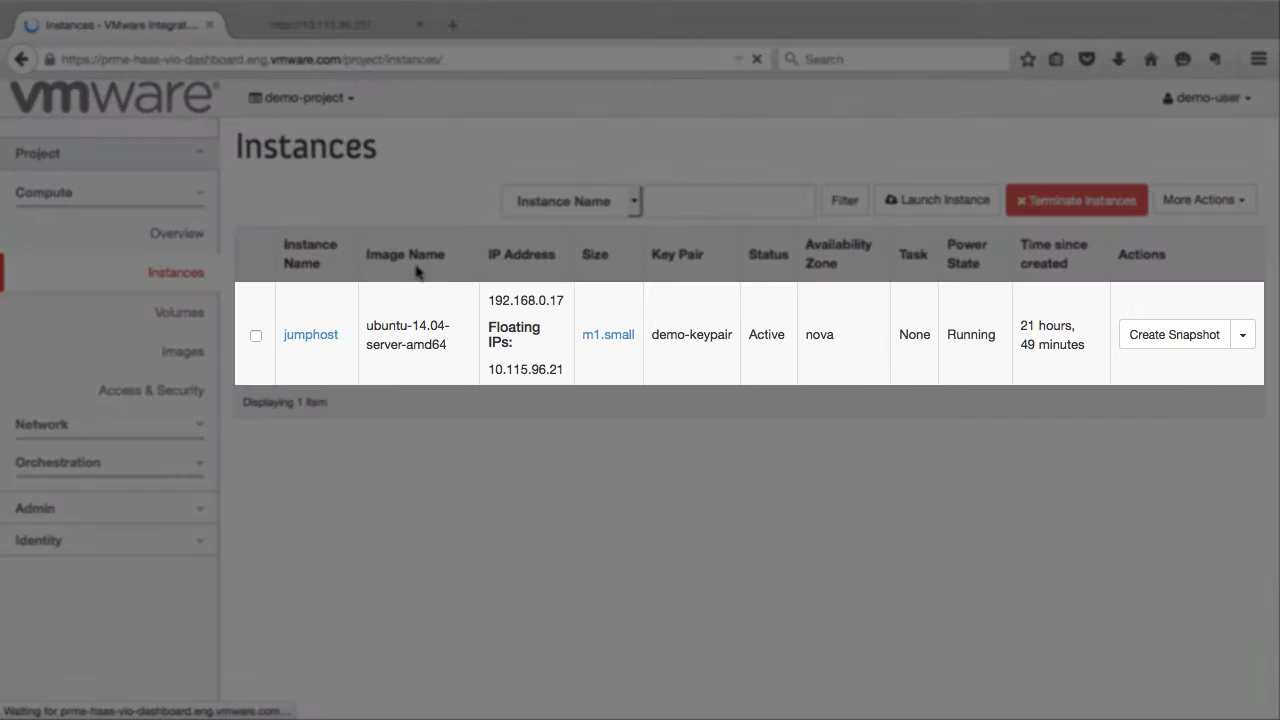 Instances - VMware Integrat...
http://10.115.96.25/
https://prme-haas-vio-dashboard.eng.vmware.com/project/instances/
Search
vmware®
demo-project
demo-user
Project
Compute
Overview
Instances
Volumes
Images
Access & Security
Network
Orchestration
Admin
Identity
Instances
Instance Name
Filter
Launch Instance
Terminate Instances
More Actions
Instance Name
Image Name
IP Address
Size
Key Pair
Status
Availability Zone
Task
Power State
Time since created
Actions
jumphost
ubuntu-14.04-
server-amd64
192.168.0.17
Floating
IPs:
10.115.96.21
m1.small
demo-keypair
Active
nova
None
Running
21 hours,
49 minutes
Create Snapshot
Displaying 1 item
Waiting for prme-haas-vio-dashboard.eng.vmware.com...